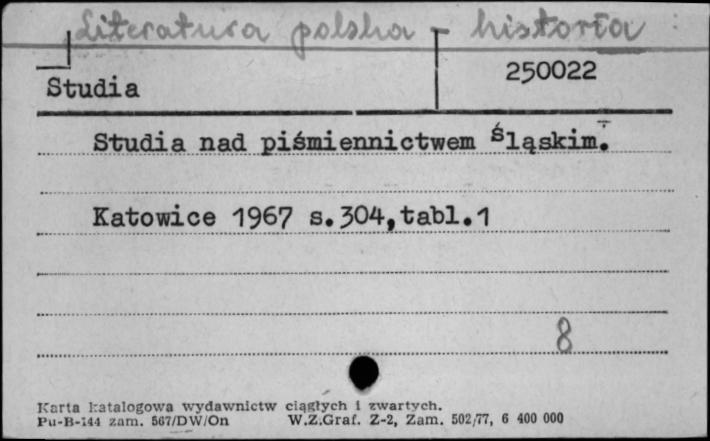 Literatura polska - historia
250022
Studia
Studia nad piśmiennictwem śląskim.
Katowice 1967 s.304,tabl.1
8
Karta katalogowa wydawnictw ciągłych i zwartych.
Pu-B-144 zam. 567/DW/On W.Z.Graf. Z-2, Zam. 502/77, 6 400 000